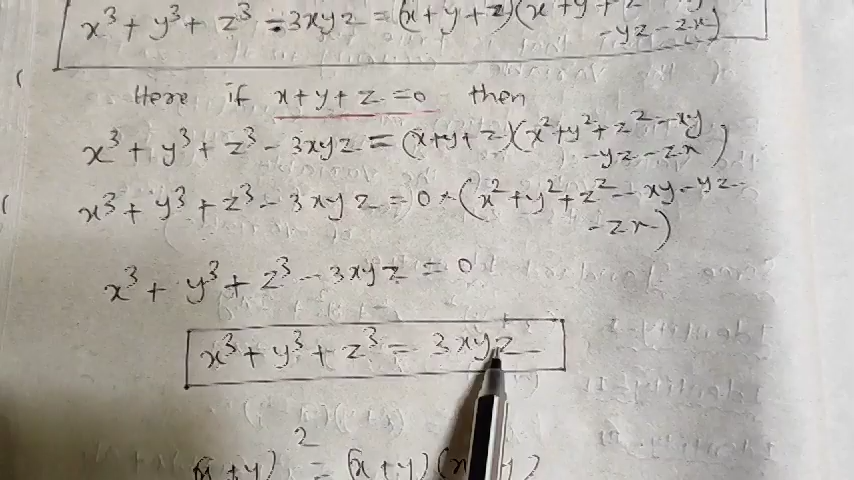 x³ + y³ + z³ - 3xyz = (x+y+z)(x²+y²+z²
-yz - zx)
Here if x+y+z=0 then
x³ + y³ + z³ - 3xyz = (x+y+z)(x²+y²+z²-xy
-yz-zx)
x³ + y³ + z³ - 3xyz = 0 × (x²+y²+z²-xy-yz-
-zx)
x³ + y³ + z³ - 3xyz = 0
x³ + y³ + z³ = 3xyz
(x+y)² = (x+y)(x+y)